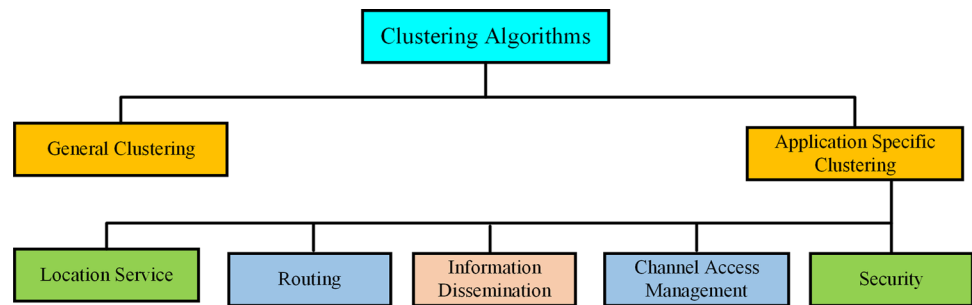 Clustering Algorithms
General Clustering
Application Specific
Clustering
Location Service
Routing
Information
Dissemination
Channel Access
Management
Security